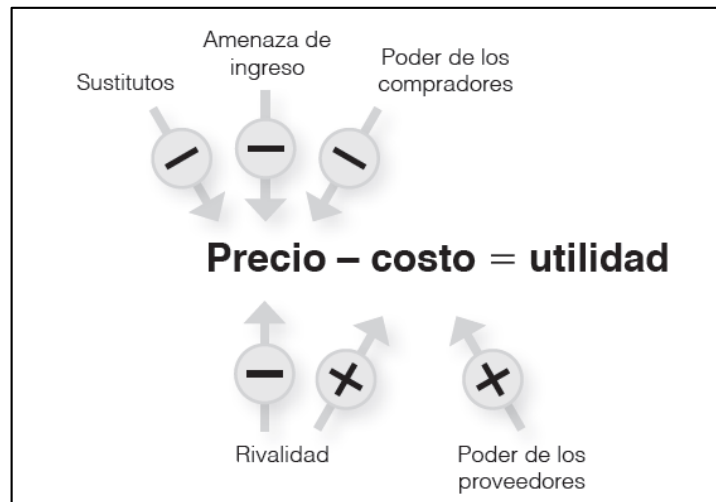 Sustitutos
Amenaza de
ingreso
Poder de los
compradores
−
−
−
Precio – costo = utilidad
−
+
+
Rivalidad
Poder de los
proveedores